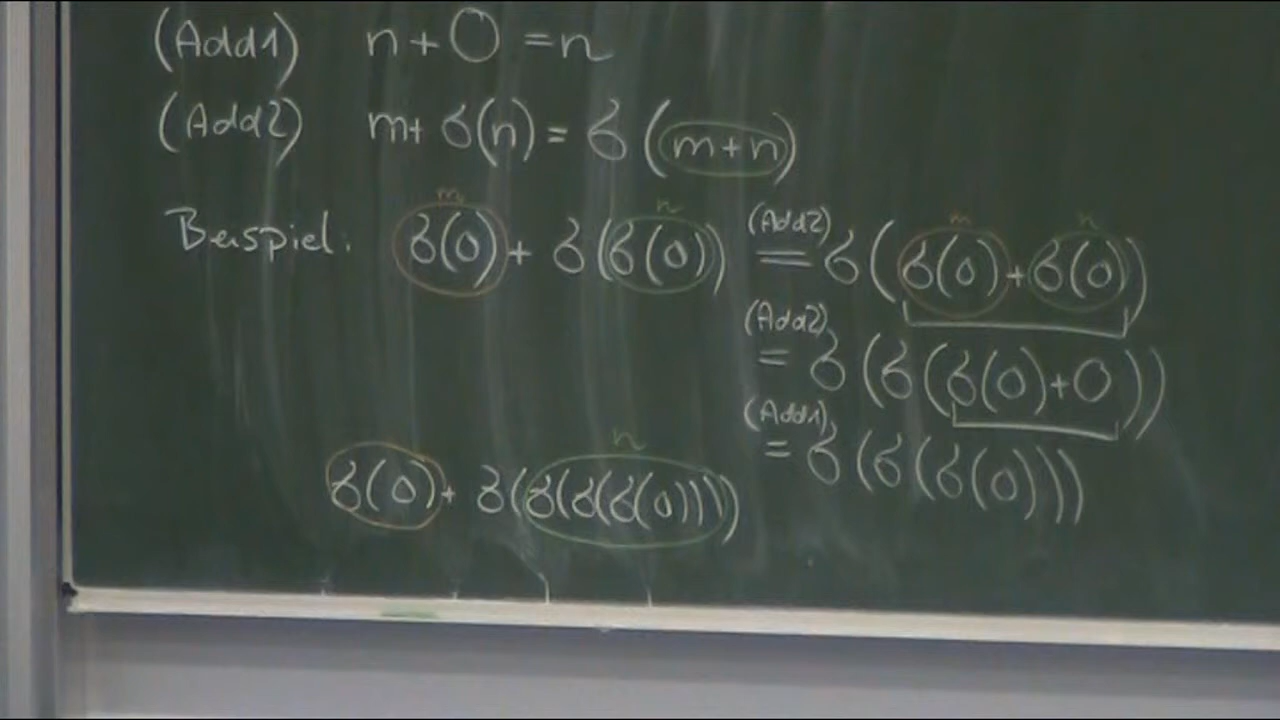 (Add1) n + 0 = n
(Add2) m + σ(n) = σ(m+n)
m n
Beispiel: σ(0) + σ(σ(0)) (Add2) = σ(σ(0)+σ(0))
m n
(Add2) = σ(σ(σ(0)+0))
(Add1) = σ(σ(σ(0)))
n
σ(0) + σ(σ(σ(σ(0))))